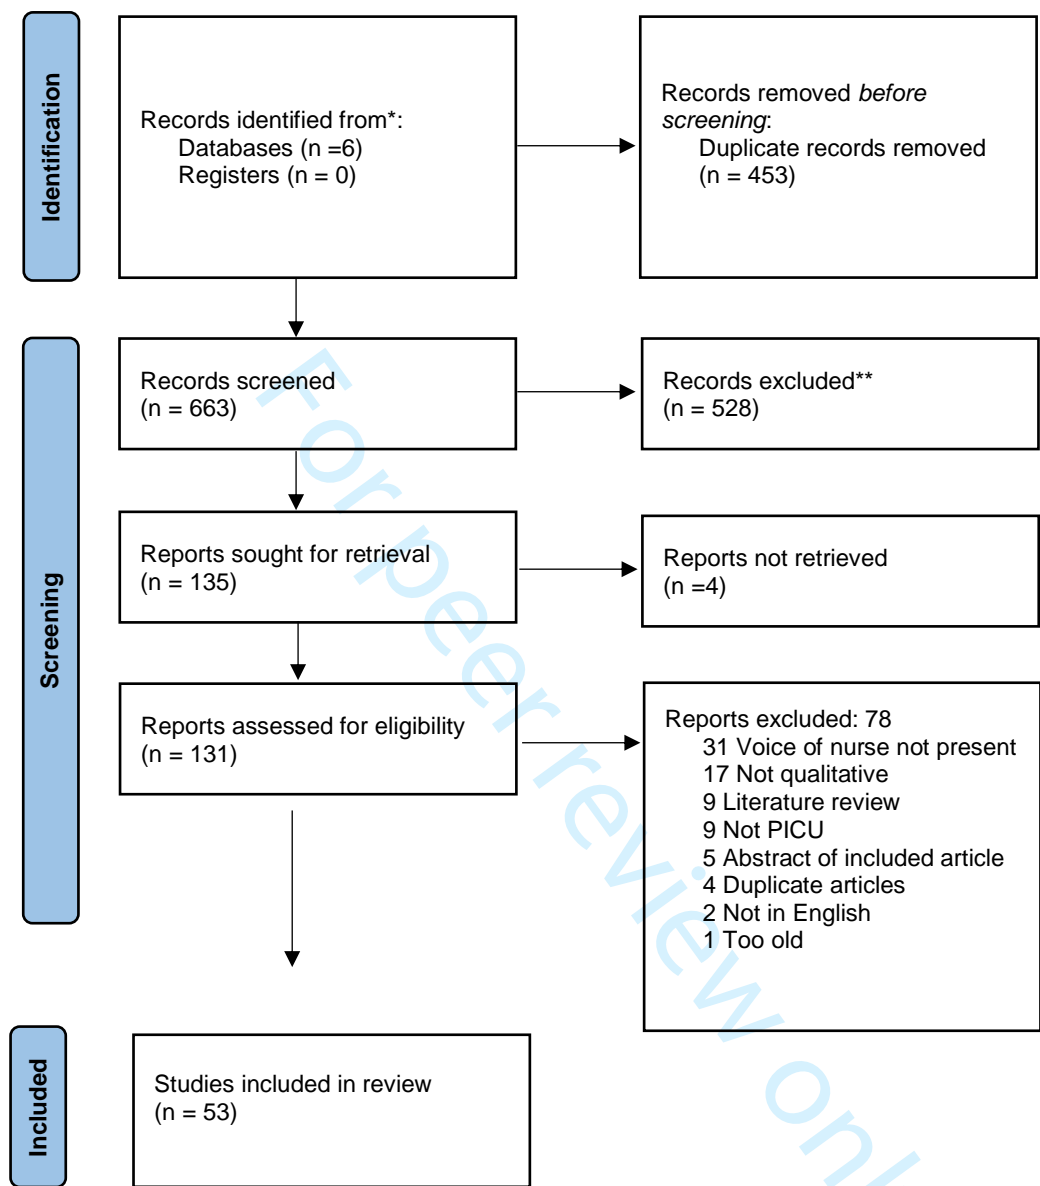 Identification
Records identified from*:
Databases (n =6)
Registers (n = 0)
Records removed before
screening:
Duplicate records removed
(n = 453)
Screening
Records screened
(n = 663)
Records excluded**
(n = 528)
Reports sought for retrieval
(n = 135)
Reports not retrieved
(n =4)
Reports assessed for eligibility
(n = 131)
Reports excluded: 78
31 Voice of nurse not present
17 Not qualitative
9 Literature review
9 Not PICU
5 Abstract of included article
4 Duplicate articles
2 Not in English
1 Too old
Included
Studies included in review
(n = 53)
For peer review onl